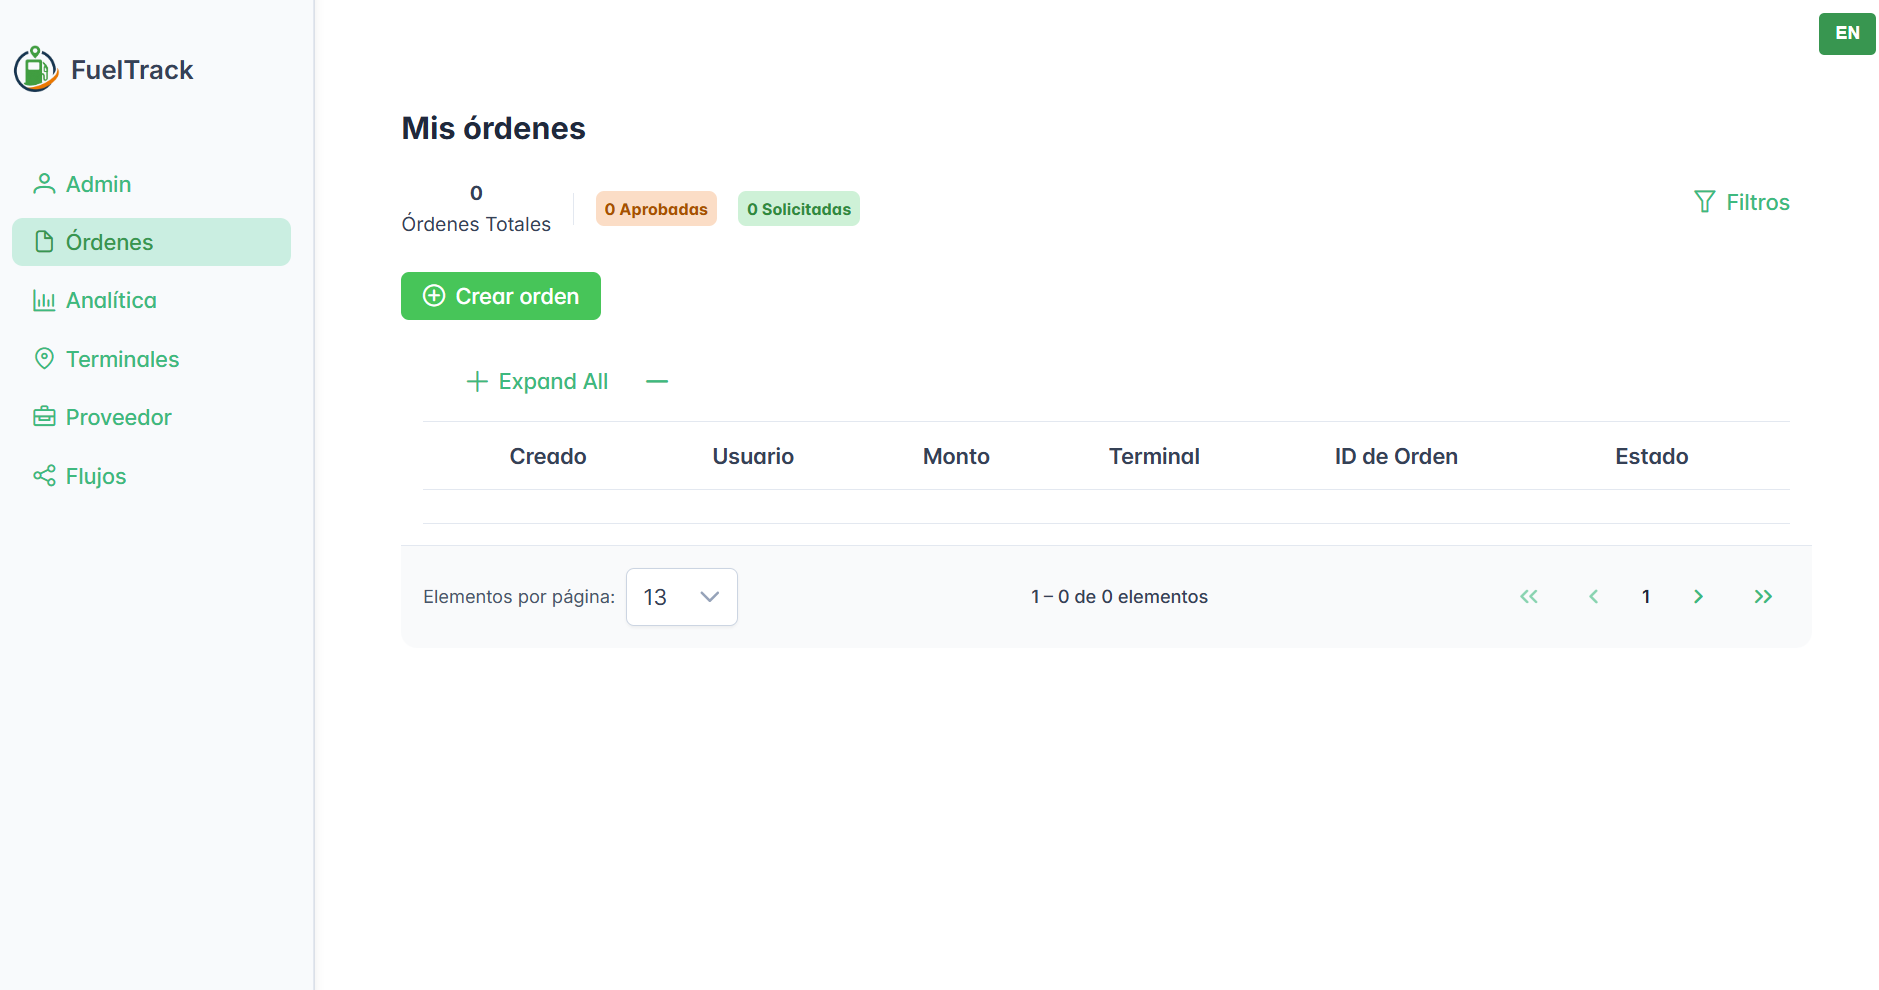 EN
FuelTrack
Admin
Órdenes
Analítica
Terminales
Proveedor
Flujos
Mis órdenes
0
Órdenes Totales
0 Aprobadas
0 Solicitadas
Filtros
Crear orden
Expand All
Creado Usuario Monto Terminal ID de Orden Estado
Elementos por página: 13 1 – 0 de 0 elementos 1